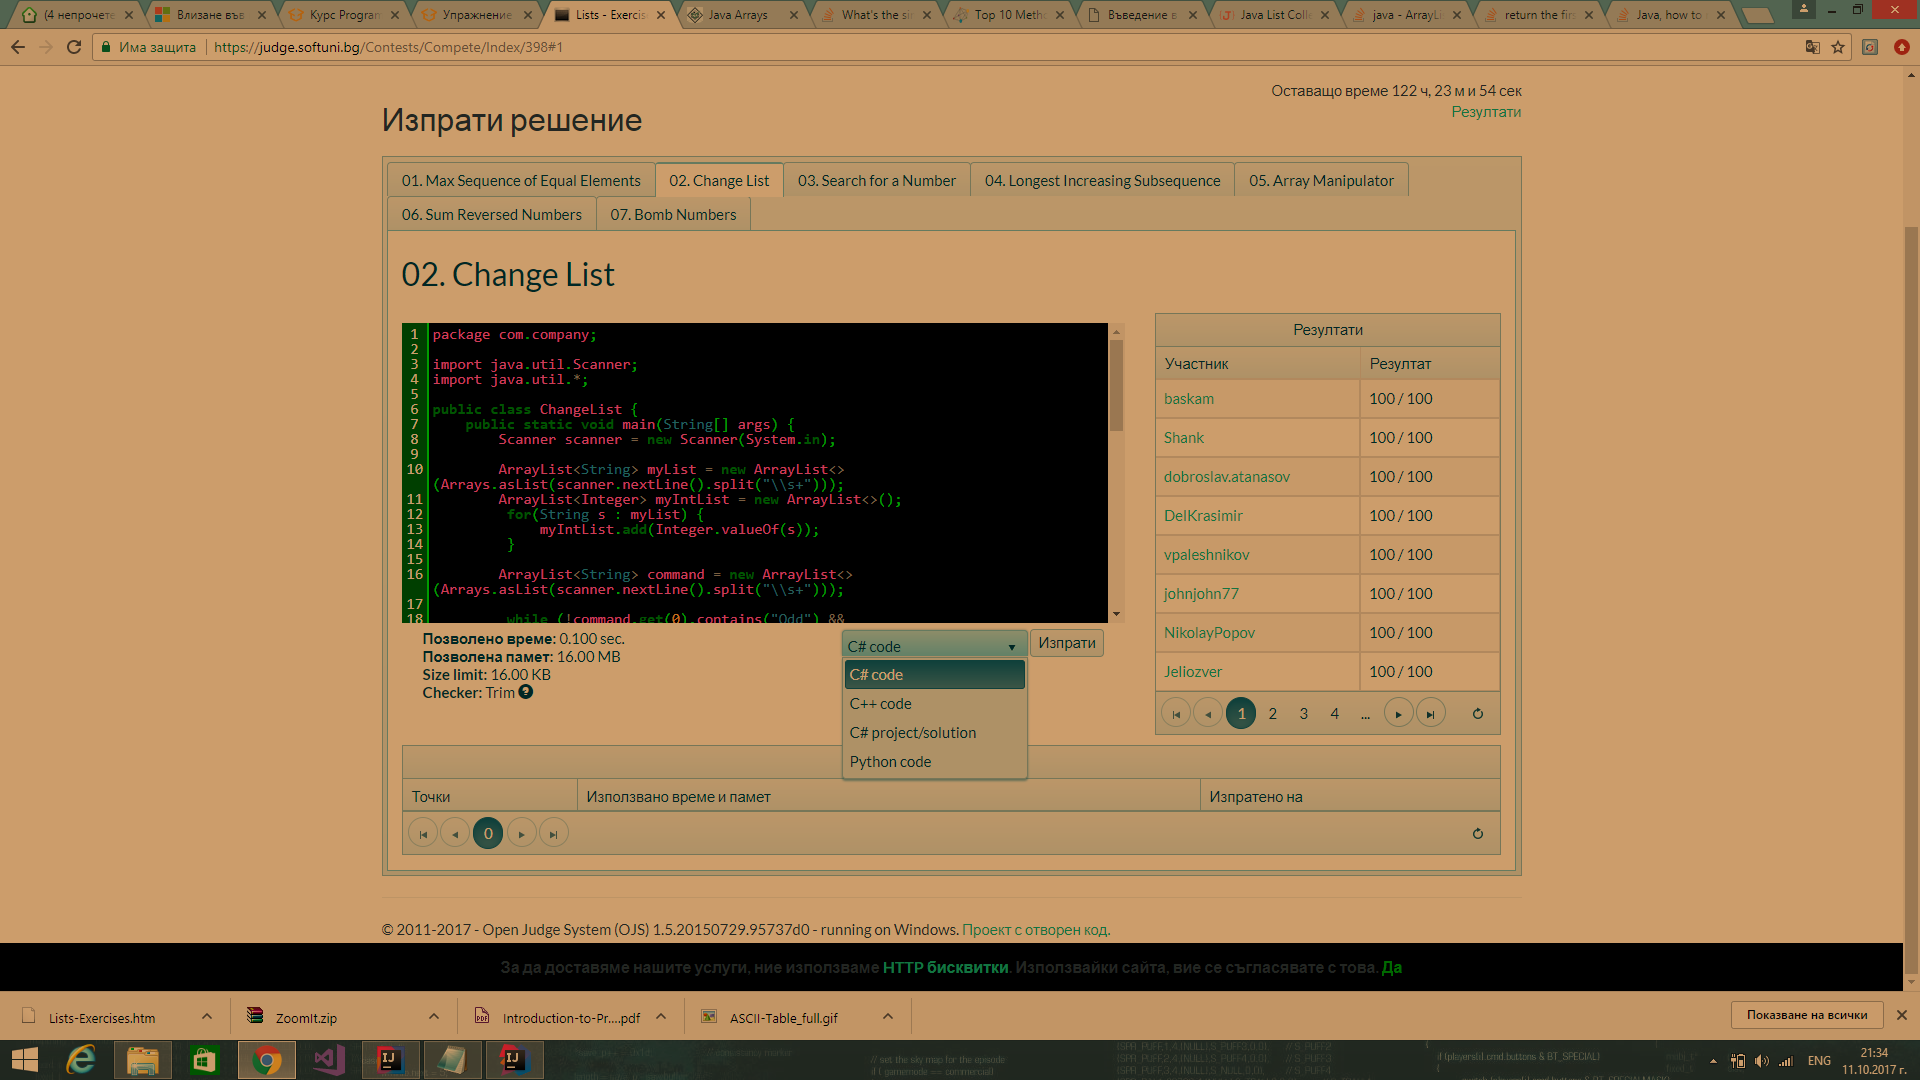 (4 непрочете
Влизане във
Курс Program
Упражнение
Lists - Exercise
Java Arrays
What's the si
Top 10 Metho
Въведение в
Java List Coll
java - ArrayLis
return the firs
Java, how to
Има защита
https://judge.softuni.bg/Contests/Compete/Index/398#1
Оставащо време 122 ч, 23 м и 54 сек
Резултати
Изпрати решение
01. Max Sequence of Equal Elements
02. Change List
03. Search for a Number
04. Longest Increasing Subsequence
05. Array Manipulator
06. Sum Reversed Numbers
07. Bomb Numbers
02. Change List
1 package com.company;
2
3 import java.util.Scanner;
4 import java.util.*;
5
6 public class ChangeList {
7 public static void main(String[] args) {
8 Scanner scanner = new Scanner(System.in);
9
10 ArrayList<String> myList = new ArrayList<>
(Arrays.asList(scanner.nextLine().split("\\s+")));
11 ArrayList<Integer> myIntList = new ArrayList<>();
12 for(String s : myList) {
13 myIntList.add(Integer.valueOf(s));
14 }
15
16 ArrayList<String> command = new ArrayList<>
(Arrays.asList(scanner.nextLine().split("\\s+")));
17
18 while (!command.get(0).contains("Odd") &&
Позволено време: 0.100 sec.
Позволена памет: 16.00 MB
Size limit: 16.00 KB
Checker: Trim
C# code
Изпрати
C# code
C++ code
C# project/solution
Python code
Резултати
Участник Резултат
baskam 100 / 100
Shank 100 / 100
dobroslav.atanasov 100 / 100
DelKrasimir 100 / 100
vpaleshnikov 100 / 100
johnjohn77 100 / 100
NikolayPopov 100 / 100
Jeliozver 100 / 100
1 2 3 4 ...
Точки Използвано време и памет Изпратено на
0
© 2011-2017 - Open Judge System (OJS) 1.5.20150729.95737d0 - running on Windows. Проект с отворен код.
За да доставяме нашите услуги, ние използваме HTTP бисквитки. Използвайки сайта, вие се съгласявате с това. Да
Lists-Exercises.htm
ZoomIt.zip
Introduction-to-Pr....pdf
ASCII-Table_full.gif
Показване на всички
// set the sky map for the episode
if ( gamemode == commercial)
ENG
21:34
11.10.2017 г.